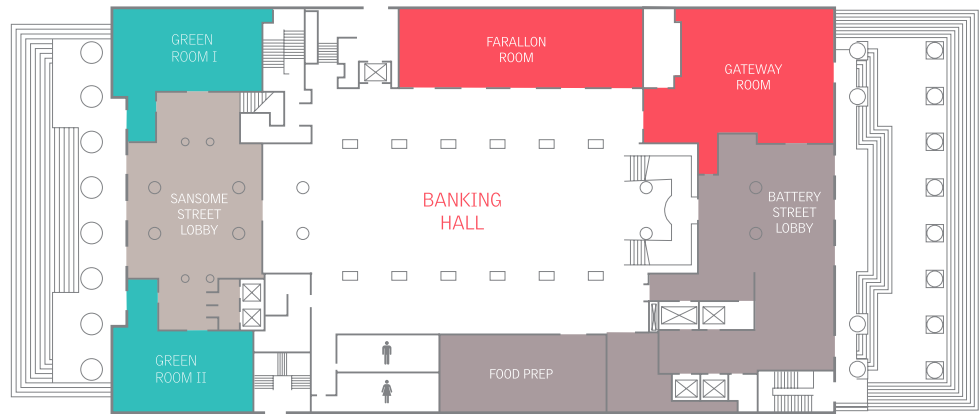 GREEN
ROOM I
FARALLON
ROOM
GATEWAY
ROOM
SANSOME
STREET
LOBBY
BANKING
HALL
BATTERY
STREET
LOBBY
GREEN
ROOM II
FOOD PREP